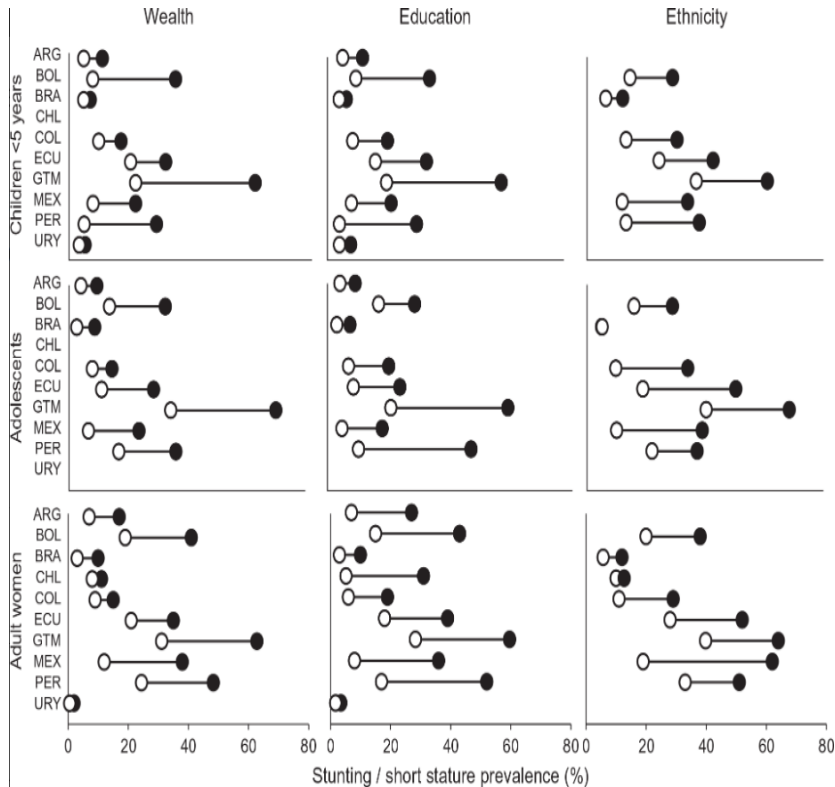 Wealth Education Ethnicity
Children <5 years
ARG
BOL
BRA
CHL
COL
ECU
GTM
MEX
PER
URY
Adolescents
ARG
BOL
BRA
CHL
COL
ECU
GTM
MEX
PER
URY
Adult women
ARG
BOL
BRA
CHL
COL
ECU
GTM
MEX
PER
URY
0 20 40 60 80 0 20 40 60 80 0 20 40 60 80
Stunting / short stature prevalence (%)